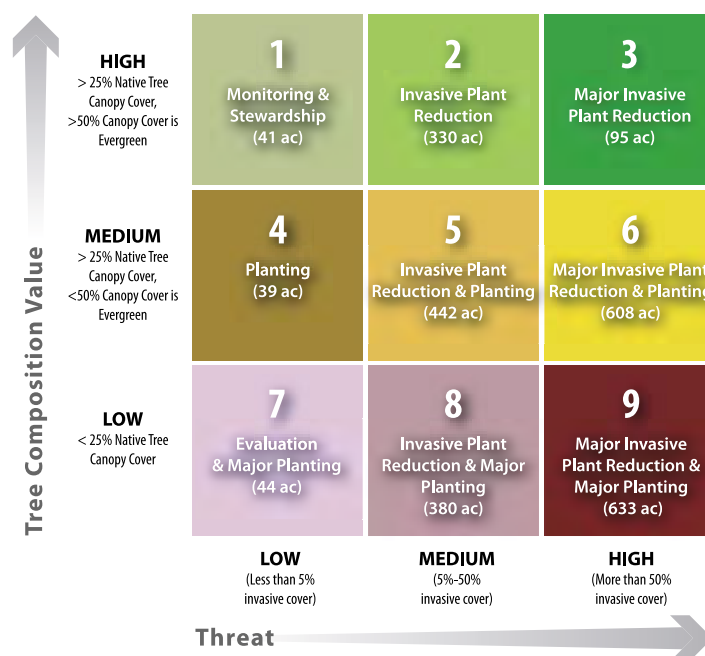 Tree Composition Value
HIGH
> 25% Native Tree
Canopy Cover,
>50% Canopy Cover is
Evergreen
1
Monitoring &
Stewardship
(41 ac)
2
Invasive Plant
Reduction
(330 ac)
3
Major Invasive
Plant Reduction
(95 ac)
MEDIUM
> 25% Native Tree
Canopy Cover,
<50% Canopy Cover is
Evergreen
4
Planting
(39 ac)
5
Invasive Plant
Reduction & Planting
(442 ac)
6
Major Invasive Plant
Reduction & Planting
(608 ac)
LOW
< 25% Native Tree
Canopy Cover
7
Evaluation
& Major Planting
(44 ac)
8
Invasive Plant
Reduction & Major
Planting
(380 ac)
9
Major Invasive
Plant Reduction &
Major Planting
(633 ac)
LOW
(Less than 5%
invasive cover)
MEDIUM
(5%-50%
invasive cover)
HIGH
(More than 50%
invasive cover)
Threat